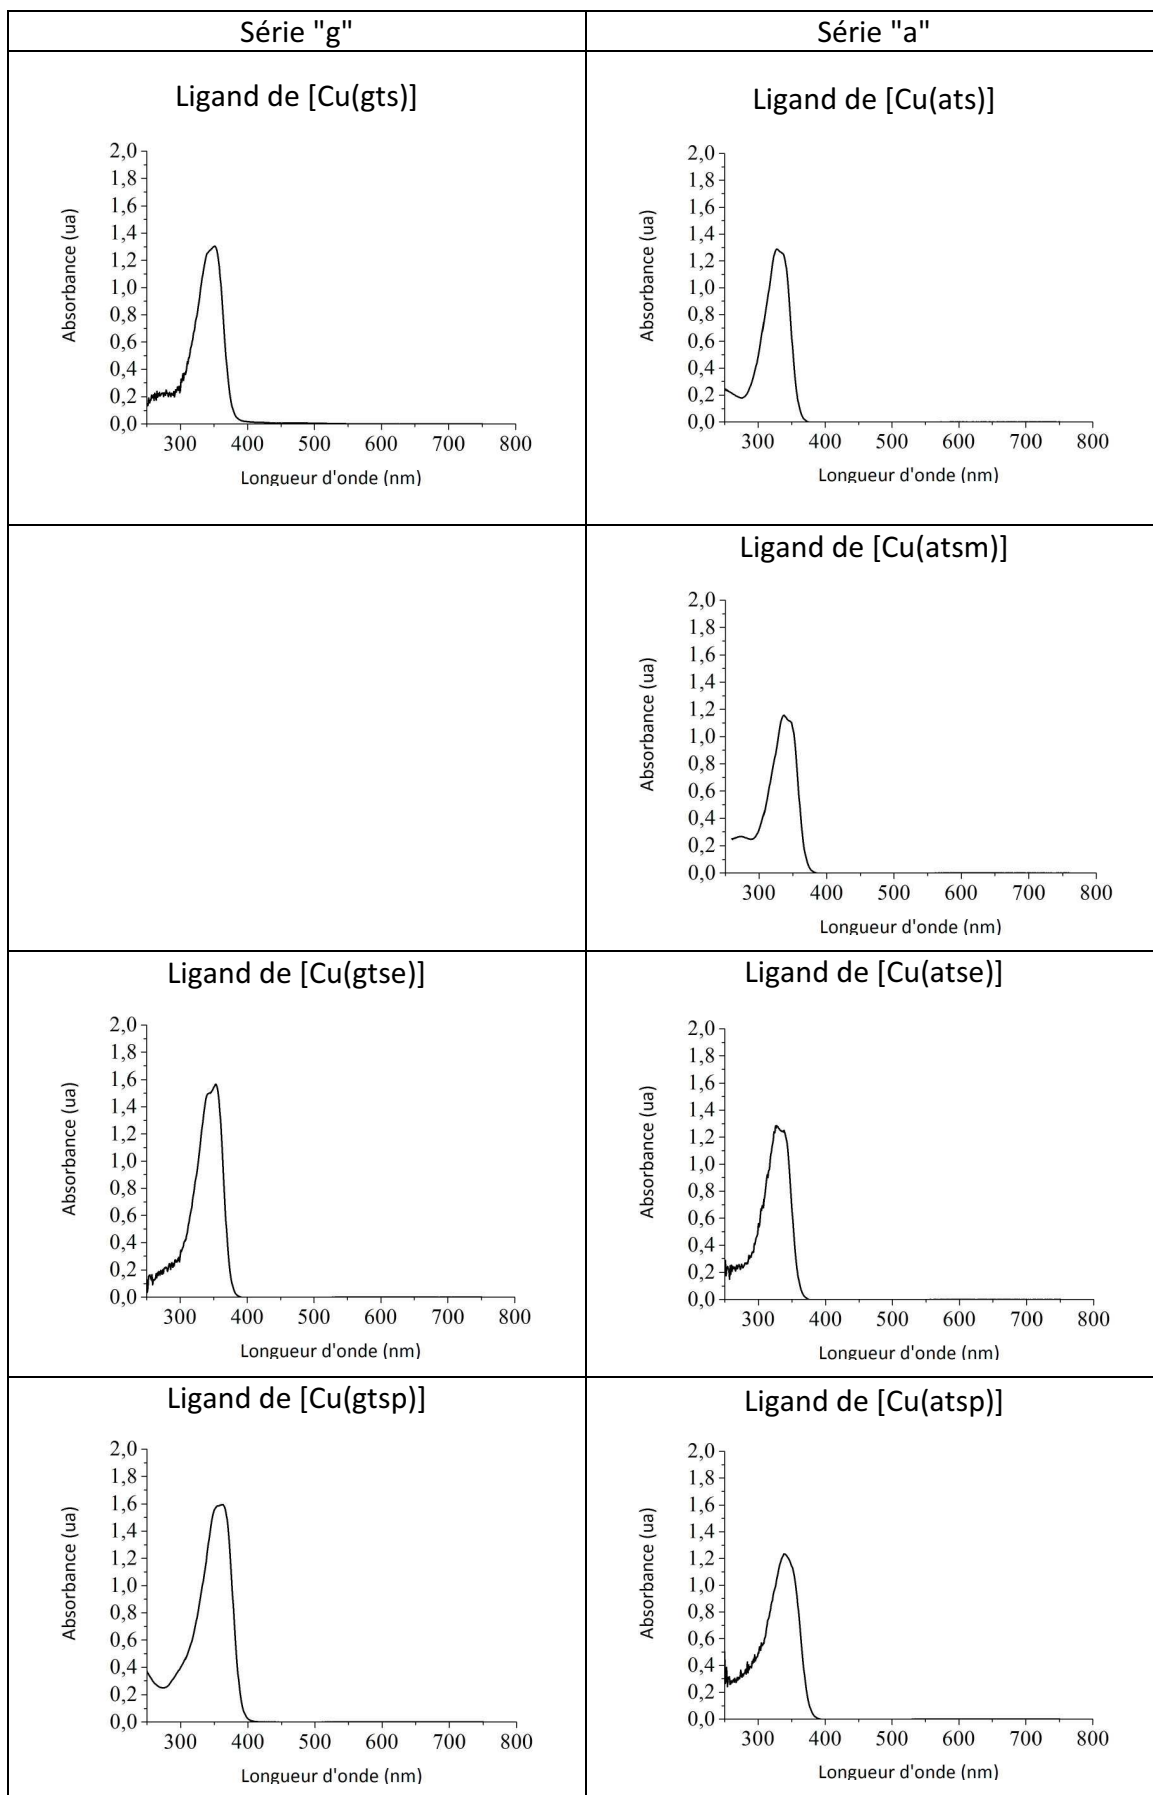 Série "g"
Série "a"
Ligand de [Cu(gts)]
2,0
1,8
1,6
1,4
1,2
1,0
0,8
0,6
0,4
0,2
0,0
300 400 500 600 700 800
Absorbance (ua)
Longueur d'onde (nm)
Ligand de [Cu(ats)]
2,0
1,8
1,6
1,4
1,2
1,0
0,8
0,6
0,4
0,2
0,0
300 400 500 600 700 800
Absorbance (ua)
Longueur d'onde (nm)
Ligand de [Cu(atsm)]
2,0
1,8
1,6
1,4
1,2
1,0
0,8
0,6
0,4
0,2
0,0
300 400 500 600 700 800
Absorbance (ua)
Longueur d'onde (nm)
Ligand de [Cu(gtse)]
2,0
1,8
1,6
1,4
1,2
1,0
0,8
0,6
0,4
0,2
0,0
300 400 500 600 700 800
Absorbance (ua)
Longueur d'onde (nm)
Ligand de [Cu(atse)]
2,0
1,8
1,6
1,4
1,2
1,0
0,8
0,6
0,4
0,2
0,0
300 400 500 600 700 800
Absorbance (ua)
Longueur d'onde (nm)
Ligand de [Cu(gtsp)]
2,0
1,8
1,6
1,4
1,2
1,0
0,8
0,6
0,4
0,2
0,0
300 400 500 600 700 800
Absorbance (ua)
Longueur d'onde (nm)
Ligand de [Cu(atsp)]
2,0
1,8
1,6
1,4
1,2
1,0
0,8
0,6
0,4
0,2
0,0
300 400 500 600 700 800
Absorbance (ua)
Longueur d'onde (nm)